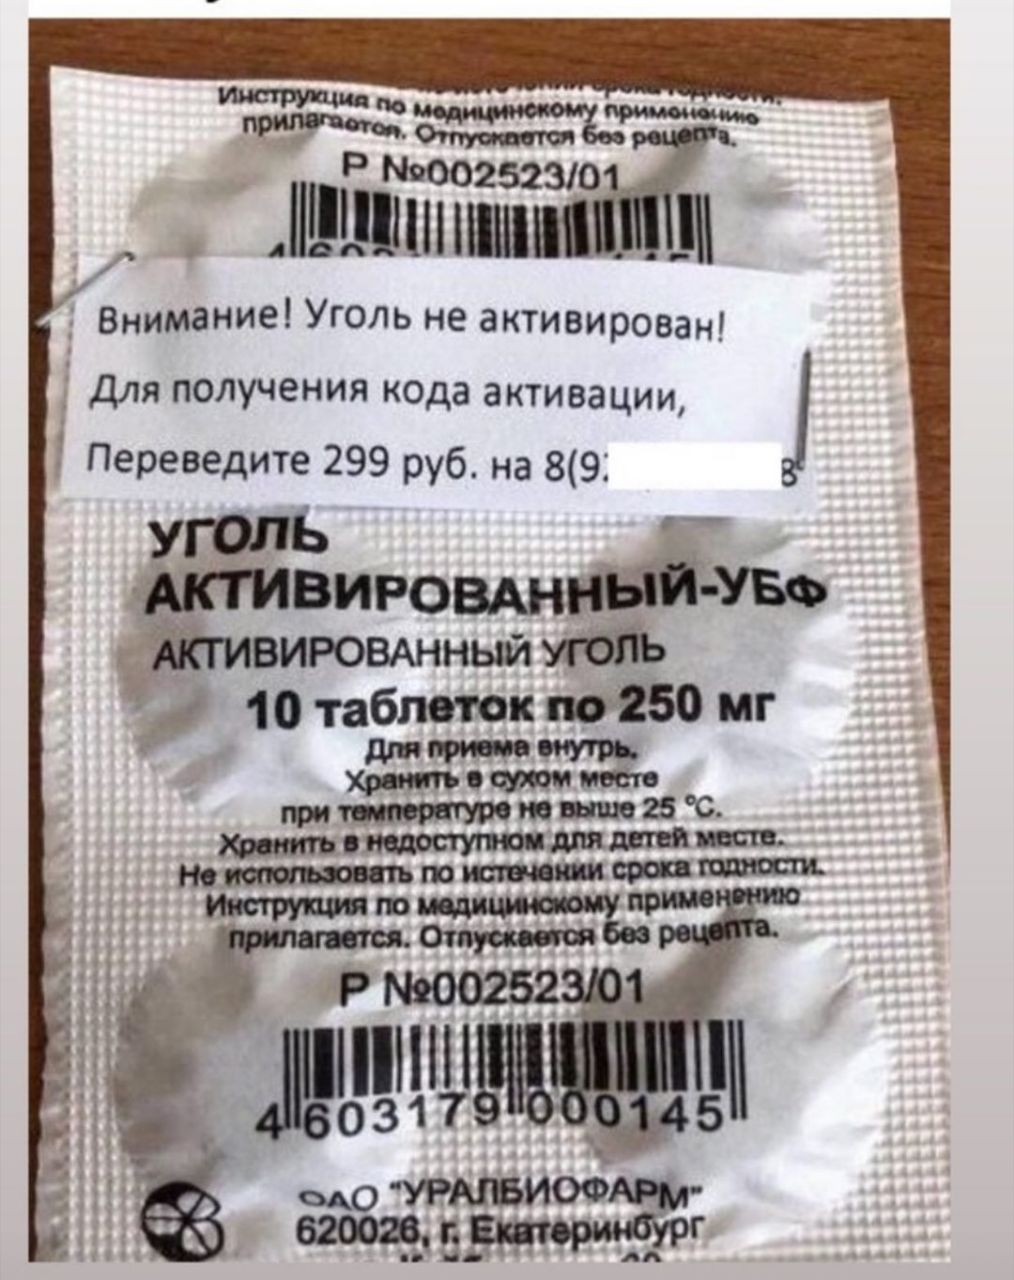 Инструкция по медицинскому применению
прилагается. Отпускается без рецепта.
Р №002523/01
Внимание! Уголь не активирован!
Для получения кода активации,
Переведите 299 руб. на 8(92 8
УГОЛЬ
АКТИВИРОВАННЫЙ-УБФ
АКТИВИРОВАННЫЙ УГОЛЬ
10 таблеток по 250 мг
Для приема внутрь.
Хранить в сухом месте
при температуре не выше 25 °С.
Хранить в недоступном для детей месте.
Не использовать по истечении срока годности.
Инструкция по медицинскому применению
прилагается. Отпускается без рецепта.
Р №002523/01
4 603179 000145
ОАО "УРАЛБИОФАРМ"
620026, г. Екатеринбург